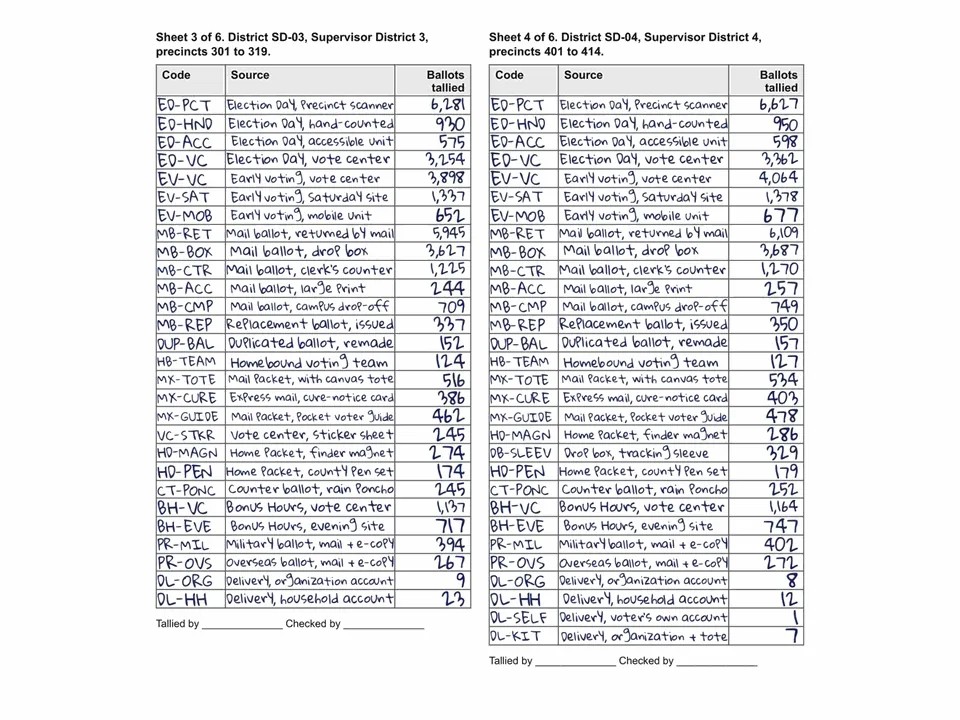 Sheet 3 of 6. District SD-03, Supervisor District 3,
precincts 301 to 319.
Code Source Ballots tallied
ED-PCT Election Day, Precinct scanner 6,281
ED-HND Election Day, hand-counted 930
ED-ACC Election Day, accessible unit 575
ED-VC Election Day, vote center 3,254
EV-VC Early voting, vote center 3,898
EV-SAT Early voting, Saturday site 1,337
EV-MOB Early voting, mobile unit 652
MB-RET Mail ballot, returned by mail 5,945
MB-BOX Mail ballot, drop box 3,627
MB-CTR Mail ballot, clerk's counter 1,225
MB-ACC Mail ballot, large print 244
MB-CMP Mail ballot, campus drop-off 709
MB-REP Replacement ballot, issued 337
DUP-BAL Duplicated ballot, remade 152
HB-TEAM Homebound voting team 124
MX-TOTE Mail Packet, with canvas tote 516
MX-CURE Express mail, cure-notice card 386
MX-GUIDE Mail Packet, Pocket voter guide 462
VC-STKR Vote center, sticker sheet 245
HD-MAGN Home Packet, finder magnet 274
HD-PEN Home Packet, county Pen set 174
CT-PONC Counter ballot, rain Poncho 245
BH-VC Bonus Hours, vote center 1,137
BH-EVE Bonus Hours, evening site 717
PR-MIL Military ballot, mail + e-copy 394
PR-OVS Overseas ballot, mail + e-copy 267
DL-ORG Delivery, organization account 9
DL-HH Delivery, household account 23
Tallied by ______________ Checked by ______________
Sheet 4 of 6. District SD-04, Supervisor District 4,
precincts 401 to 414.
Code Source Ballots tallied
ED-PCT Election Day, Precinct scanner 6,627
ED-HND Election Day, hand-counted 950
ED-ACC Election Day, accessible unit 598
ED-VC Election Day, vote center 3,362
EV-VC Early voting, vote center 4,064
EV-SAT Early voting, Saturday site 1,378
EV-MOB Early voting, mobile unit 677
MB-RET Mail ballot, returned by mail 6,109
MB-BOX Mail ballot, drop box 3,687
MB-CTR Mail ballot, clerk's counter 1,270
MB-ACC Mail ballot, large print 257
MB-CMP Mail ballot, campus drop-off 749
MB-REP Replacement ballot, issued 350
DUP-BAL Duplicated ballot, remade 157
HB-TEAM Homebound voting team 127
MX-TOTE Mail Packet, with canvas tote 534
MX-CURE Express mail, cure-notice card 403
MX-GUIDE Mail Packet, Pocket voter guide 478
HD-MAGN Home Packet, finder magnet 286
DB-SLEEV Drop box, tracking sleeve 329
HD-PEN Home Packet, county Pen set 179
CT-PONC Counter ballot, rain Poncho 252
BH-VC Bonus Hours, vote center 1,164
BH-EVE Bonus Hours, evening site 747
PR-MIL Military ballot, mail + e-copy 402
PR-OVS Overseas ballot, mail + e-copy 272
DL-ORG Delivery, organization account 8
DL-HH Delivery, household account 12
DL-SELF Delivery, voter's own account 1
DL-KIT Delivery, organization + tote 7
Tallied by ______________ Checked by ______________